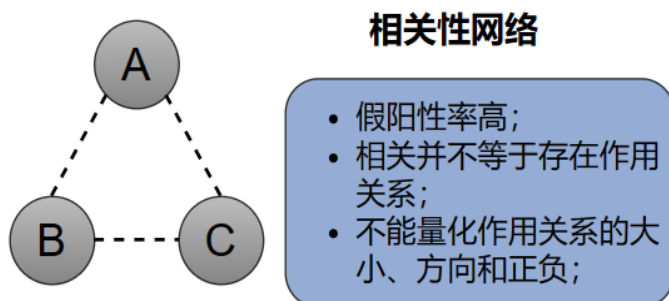 相关性网络
A
B
C
• 假阳性率高；
• 相关并不等于存在作用
关系；
• 不能量化作用关系的大
小、方向和正负；